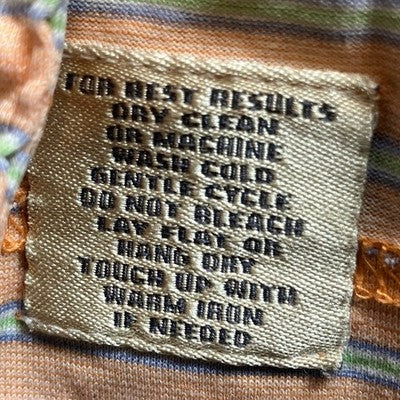 FOR BEST RESULTS
DRY CLEAN
OR MACHINE
WASH COLD
GENTLE CYCLE
DO NOT BLEACH
LAY FLAT OR
HANG DRY
TOUCH UP WITH
WARM IRON
IF NEEDED